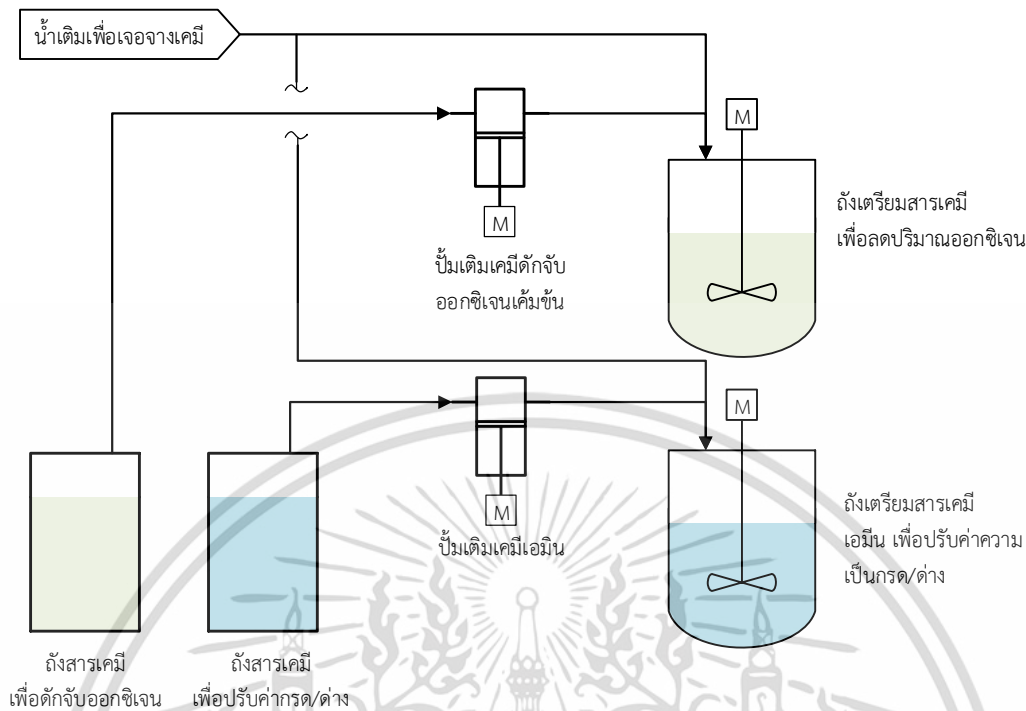 น้ำเติมเพื่อเจอจางเคมี
M
M
ปั้มเติมเคมีดักจับ
ออกซิเจนเค้มข้น
ถังเตรียมสารเคมี
เพื่อลดปริมาณออกซิเจน
M
M
ปั้มเติมเคมีเอมิน
ถังเตรียมสารเคมี
เอมีน เพื่อปรับค่าความ
เป็นกรด/ด่าง
ถังสารเคมี
เพื่อดักจับออกซิเจน
ถังสารเคมี
เพื่อปรับค่ากรด/ด่าง